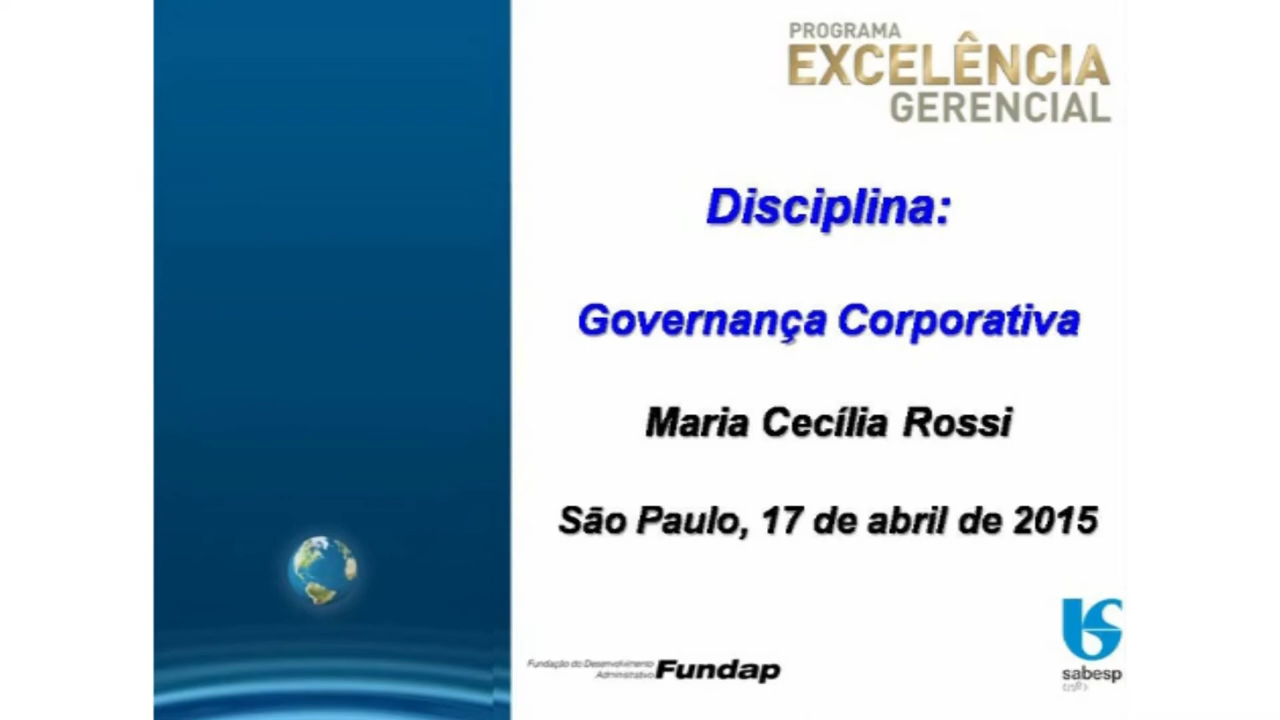 PROGRAMA
EXCELÊNCIA
GERENCIAL
Disciplina:
Governança Corporativa
Maria Cecília Rossi
São Paulo, 17 de abril de 2015
Fundação do Desenvolvimento
Administrativo Fundap
sabesp